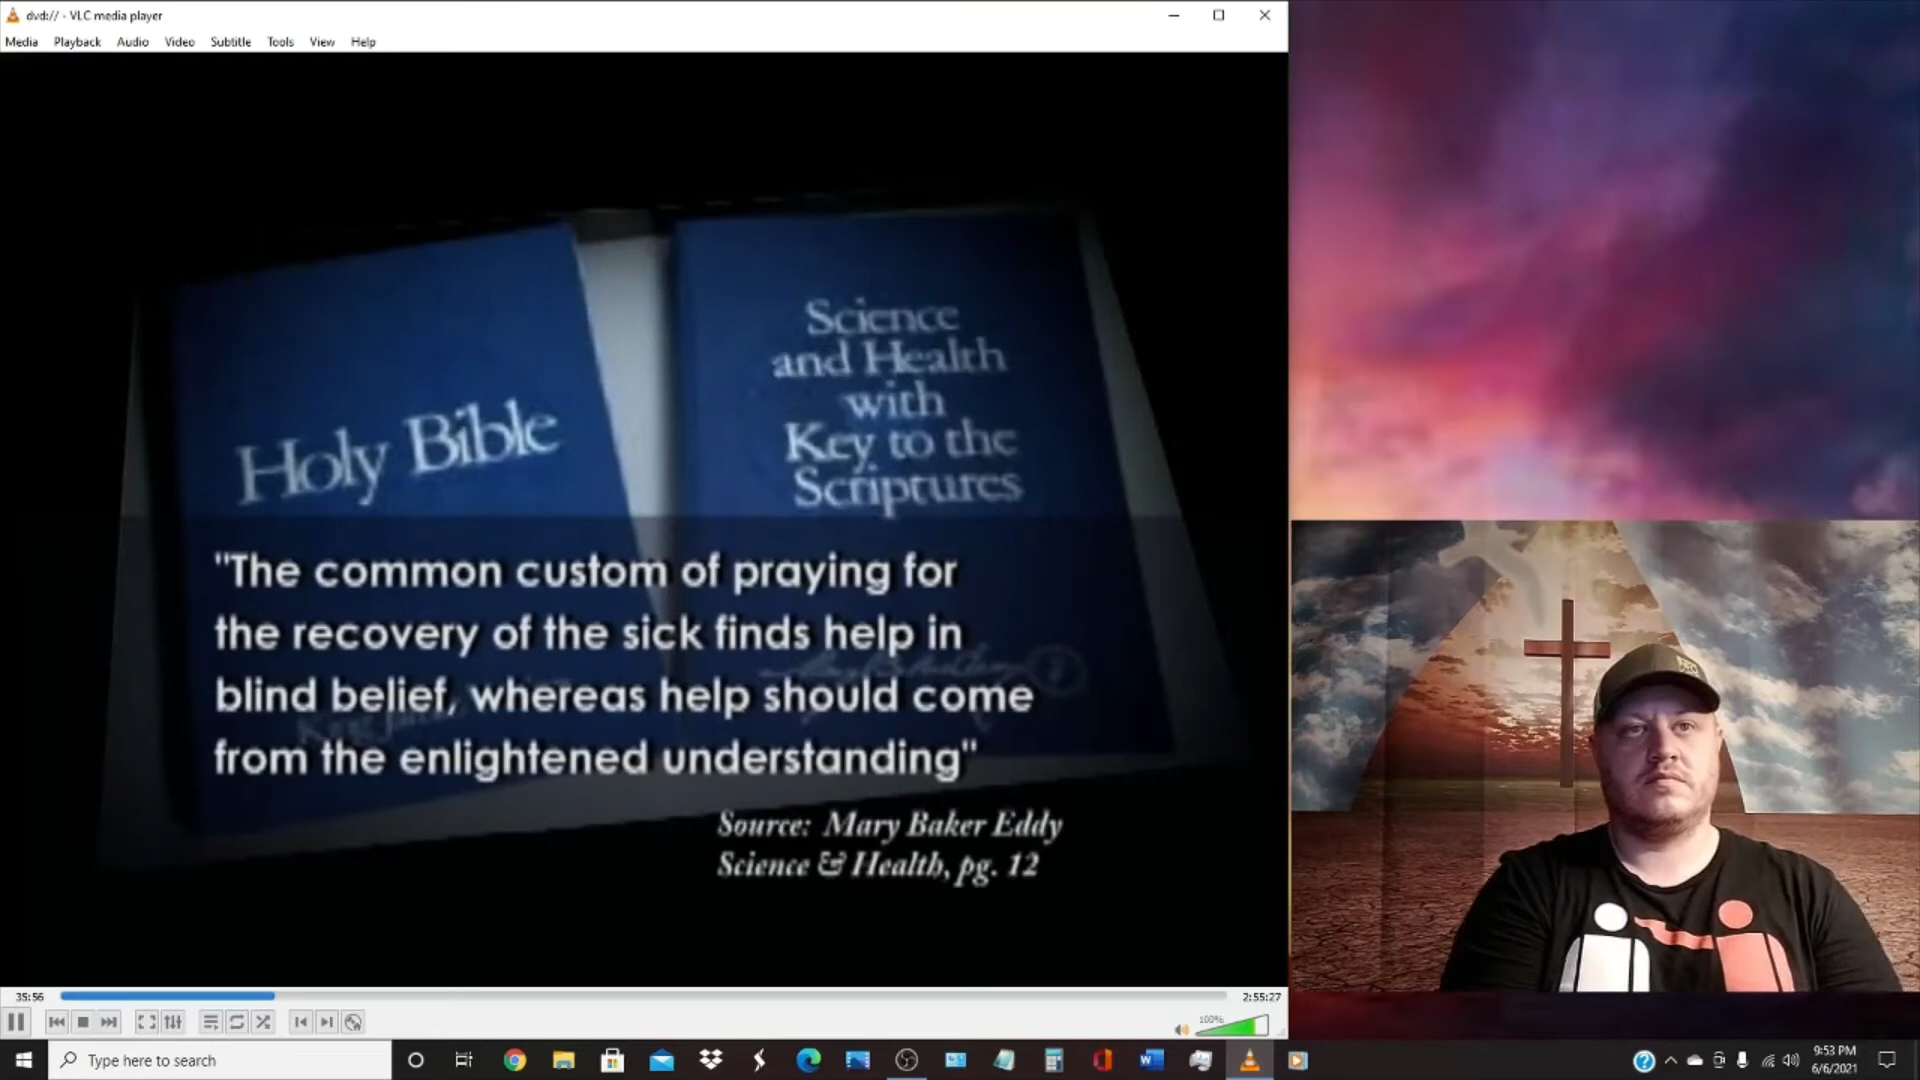 dvd:// - VLC media player
Media Playback Audio Video Subtitle Tools View Help
Holy Bible
Science
and Health
with
Key to the
Scriptures
"The common custom of praying for
the recovery of the sick finds help in
blind belief, whereas help should come
from the enlightened understanding"
Source: Mary Baker Eddy
Science & Health, pg. 12
35:56
2:55:27
100%
Type here to search
9:53 PM
6/6/2021